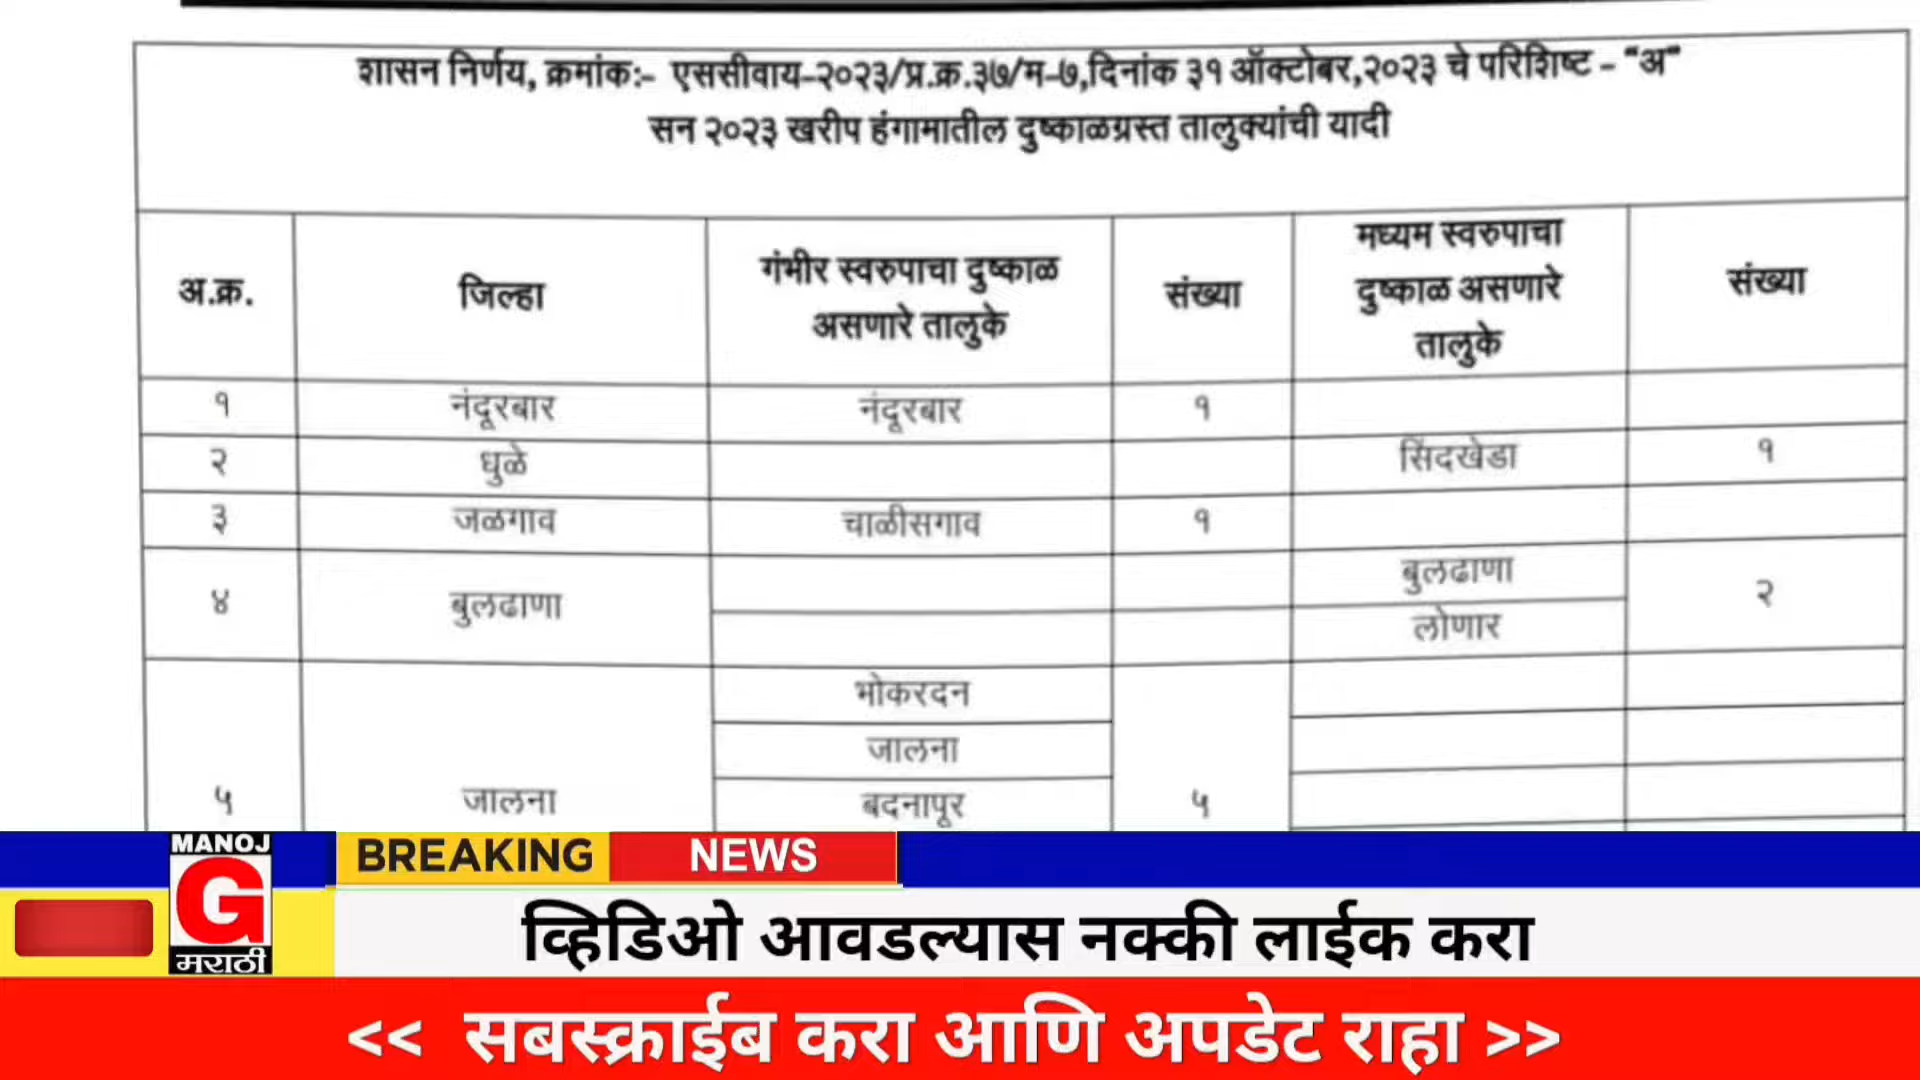 शासन निर्णय, क्रमांक:- एससीवाय-२०२३/प्र.क्र.३७/म-७,दिनांक ३१ ऑक्टोबर,२०२३ चे परिशिष्ट - "अ"
सन २०२३ खरीप हंगामातील दुष्काळग्रस्त तालुक्यांची यादी
अ.क्र. जिल्हा गंभीर स्वरुपाचा दुष्काळ असणारे तालुके संख्या मध्यम स्वरुपाचा दुष्काळ असणारे तालुके संख्या
१ नंदूरबार नंदूरबार १
२ धुळे सिंदखेडा १
३ जळगाव चाळीसगाव १
४ बुलढाणा बुलढाणा २
लोणार
भोकरदन
जालना
५ जालना बदनापूर ५
MANOJ
G
मराठी
BREAKING NEWS
व्हिडिओ आवडल्यास नक्की लाईक करा
<< सबस्क्राईब करा आणि अपडेट राहा >>